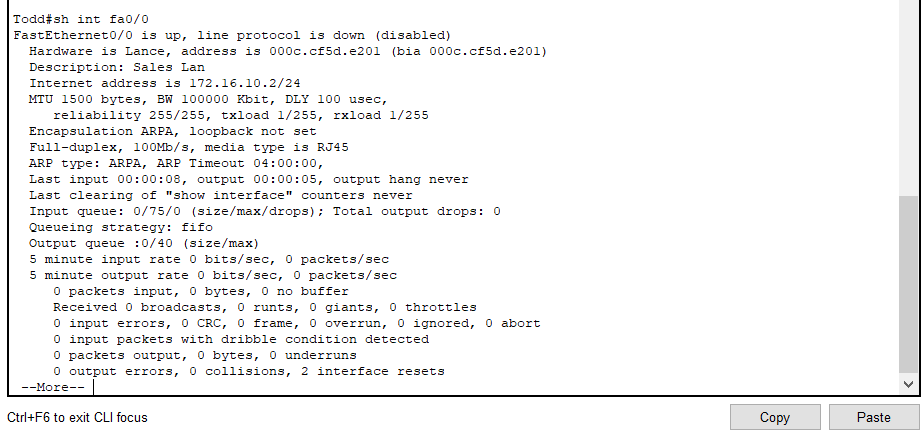 Todd#sh int fa0/0
FastEthernet0/0 is up, line protocol is down (disabled)
Hardware is Lance, address is 000c.cf5d.e201 (bia 000c.cf5d.e201)
Description: Sales Lan
Internet address is 172.16.10.2/24
MTU 1500 bytes, BW 100000 Kbit, DLY 100 usec,
reliability 255/255, txload 1/255, rxload 1/255
Encapsulation ARPA, loopback not set
Full-duplex, 100Mb/s, media type is RJ45
ARP type: ARPA, ARP Timeout 04:00:00,
Last input 00:00:08, output 00:00:05, output hang never
Last clearing of "show interface" counters never
Input queue: 0/75/0 (size/max/drops); Total output drops: 0
Queueing strategy: fifo
Output queue :0/40 (size/max)
5 minute input rate 0 bits/sec, 0 packets/sec
5 minute output rate 0 bits/sec, 0 packets/sec
0 packets input, 0 bytes, 0 no buffer
Received 0 broadcasts, 0 runts, 0 giants, 0 throttles
0 input errors, 0 CRC, 0 frame, 0 overrun, 0 ignored, 0 abort
0 input packets with dribble condition detected
0 packets output, 0 bytes, 0 underruns
0 output errors, 0 collisions, 2 interface resets
--More--
Ctrl+F6 to exit CLI focus
Copy
Paste